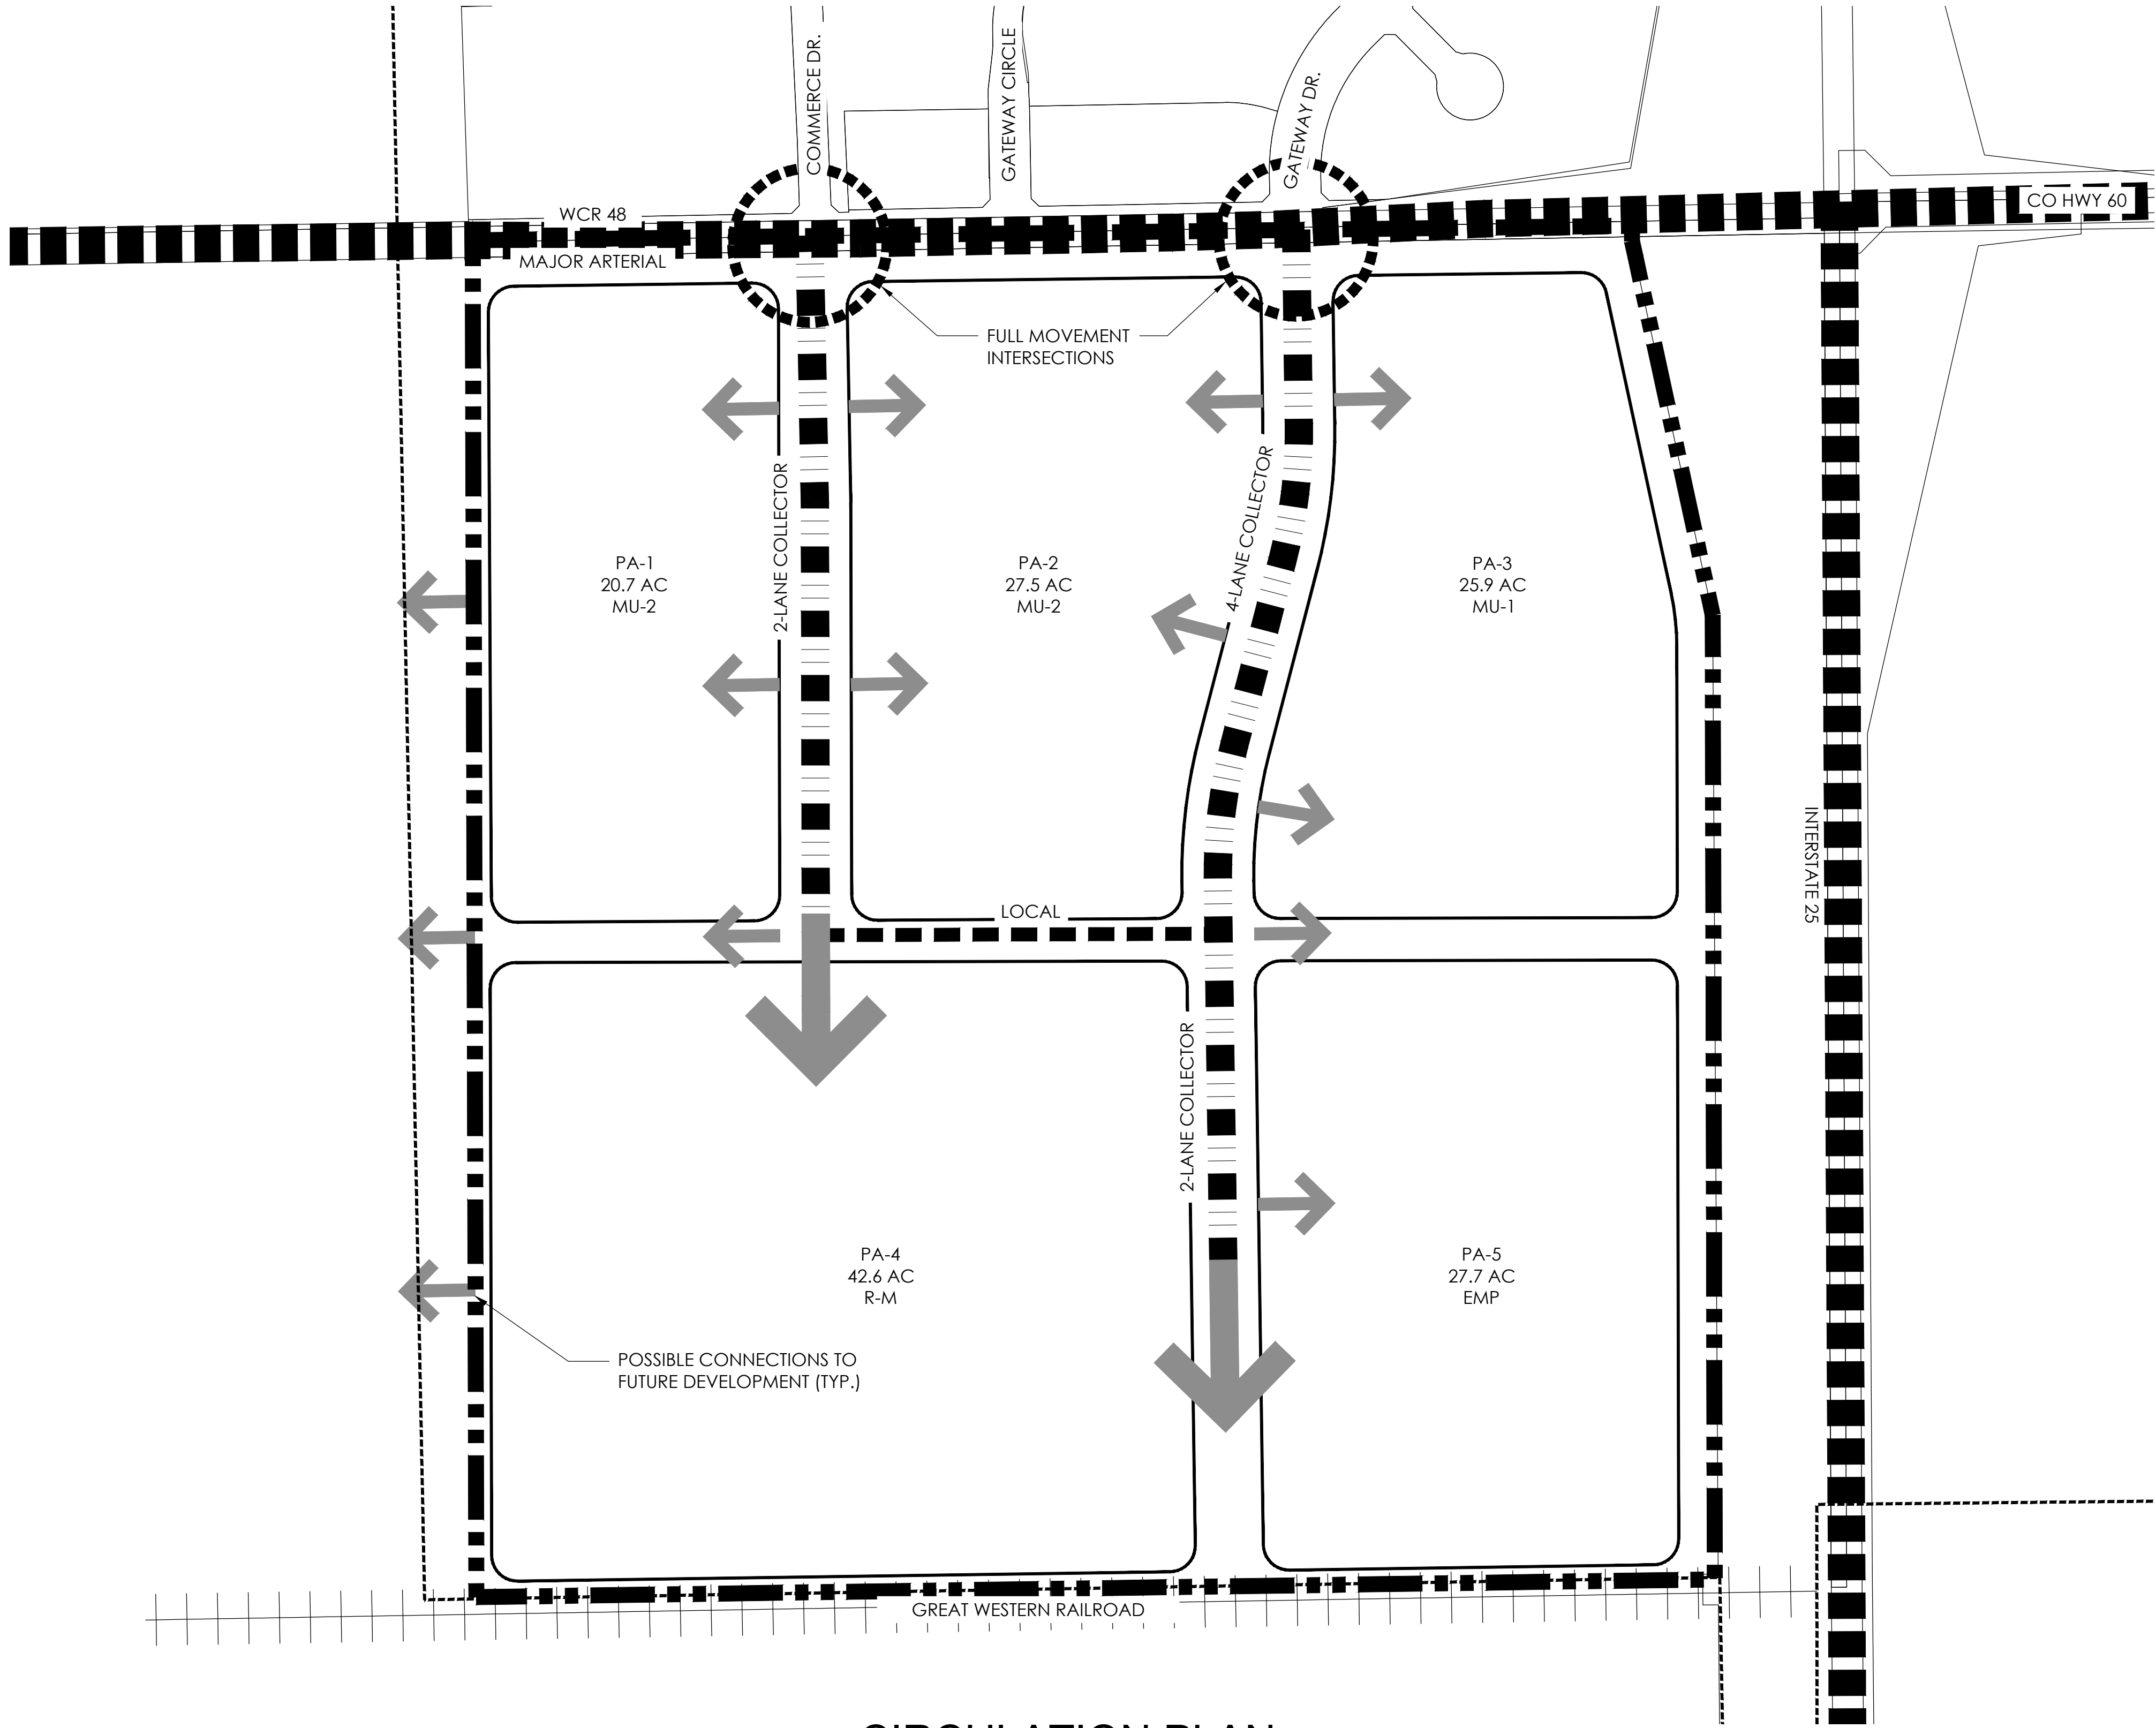 COMMERCE DR.
GATEWAY CIRCLE
GATEWAY DR.
WCR 48
CO HWY 60
MAJOR ARTERIAL
FULL MOVEMENT
INTERSECTIONS
2-LANE COLLECTOR
4-LANE COLLECTOR
PA-1
20.7 AC
MU-2
PA-2
27.5 AC
MU-2
PA-3
25.9 AC
MU-1
INTERSTATE 25
LOCAL
2-LANE COLLECTOR
PA-4
42.6 AC
R-M
PA-5
27.7 AC
EMP
POSSIBLE CONNECTIONS TO
FUTURE DEVELOPMENT (TYP.)
GREAT WESTERN RAILROAD
CIRCULATION PLAN